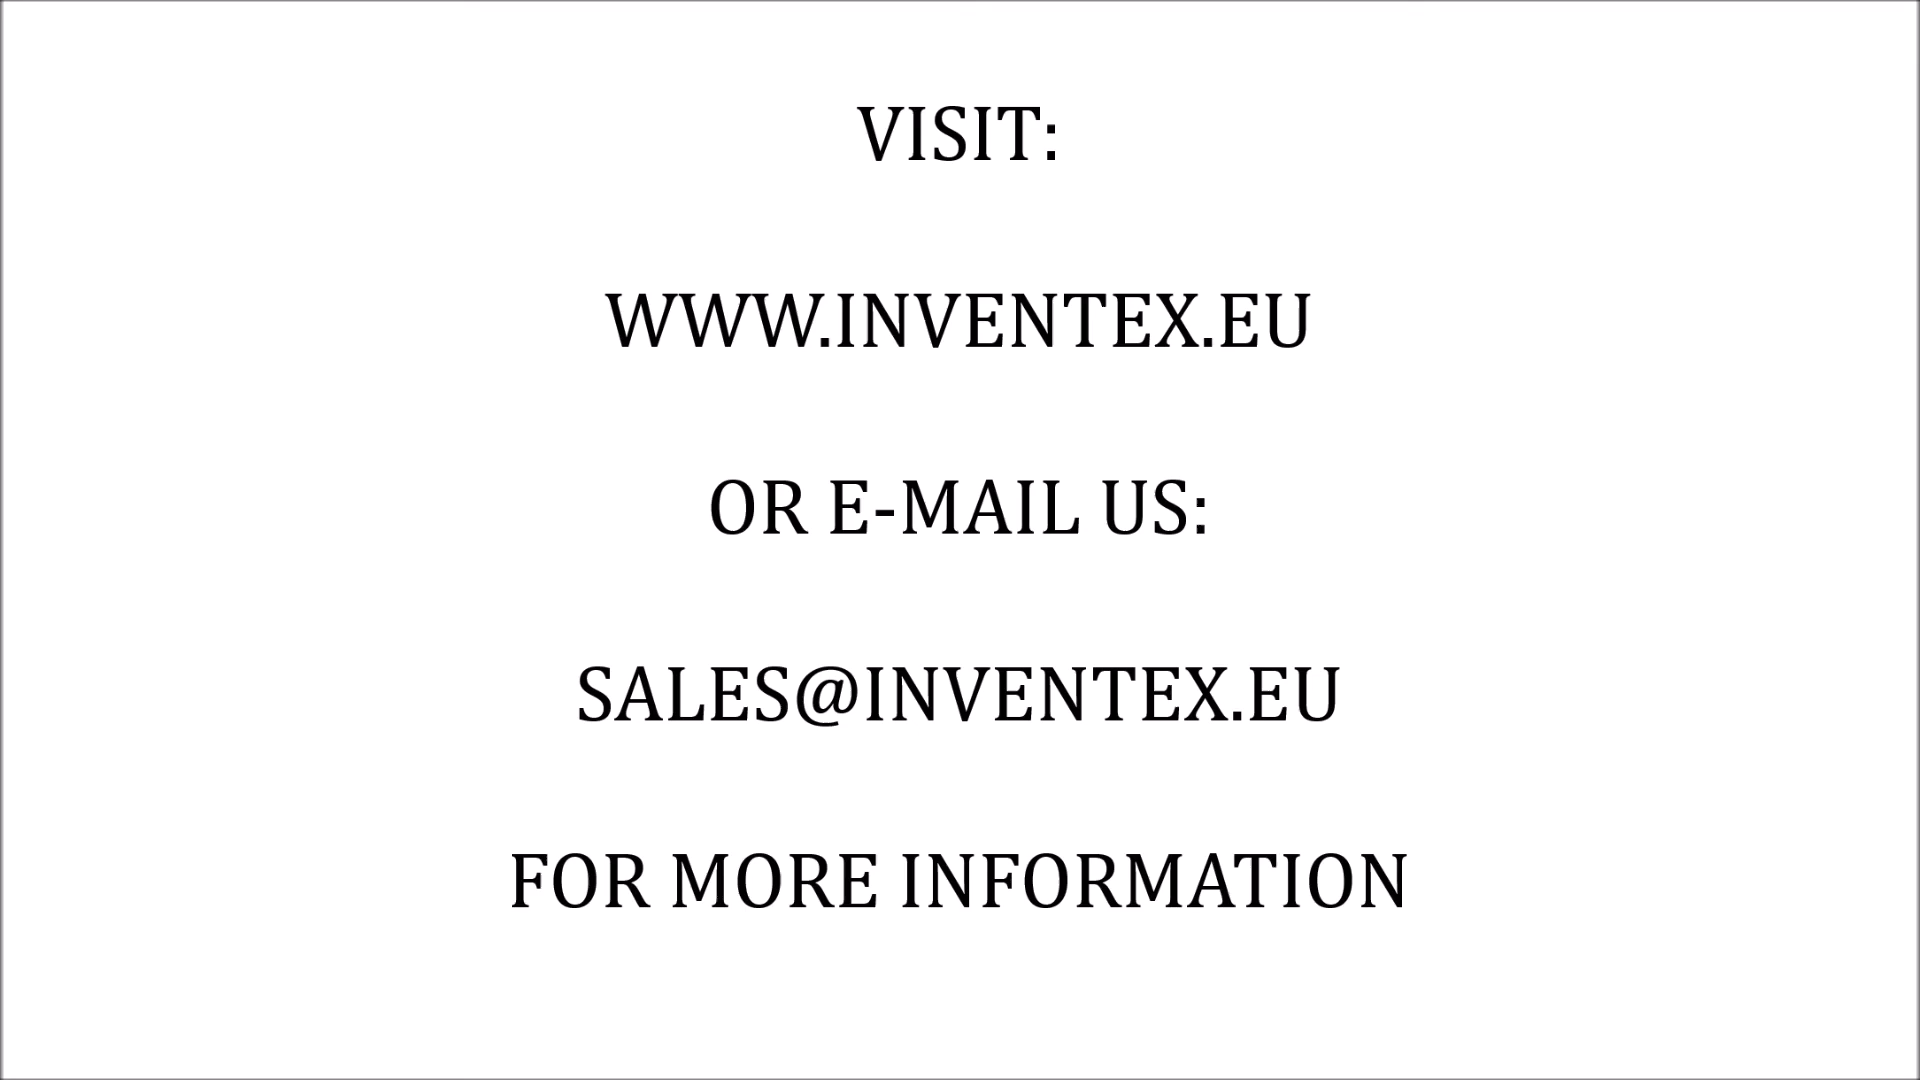 VISIT:
WWW.INVENTEX.EU
OR E-MAIL US:
SALES@INVENTEX.EU
FOR MORE INFORMATION